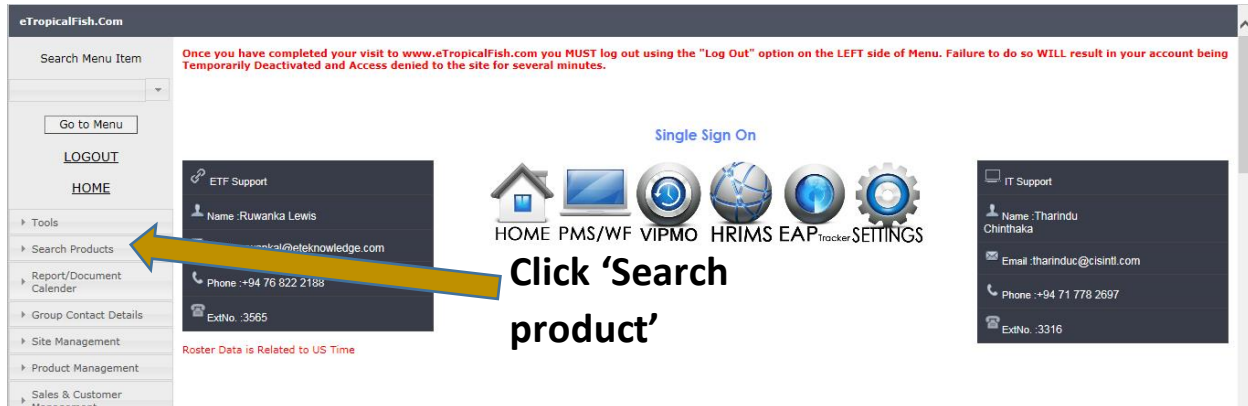 eTropicalFish.Com
Search Menu Item
Go to Menu
LOGOUT
HOME
Tools
Search Products
Report/Document
Calender
Group Contact Details
Site Management
Product Management
Sales & Customer
Management
Once you have completed your visit to www.eTropicalFish.com you MUST log out using the "Log Out" option on the LEFT side of Menu. Failure to do so WILL result in your account being
Temporarily Deactivated and Access denied to the site for several minutes.
Single Sign On
ETF Support
Name :Ruwanka Lewis
@eteknowledge.com
Phone :+94 76 822 2188
ExtNo. :3565
Roster Data is Related to US Time
HOME PMS/WF VIPMO HRIMS EAPTracker SETTINGS
Click ‘Search
product’
IT Support
Name :Tharindu
Chinthaka
Email :tharinduc@cisintl.com
Phone :+94 71 778 2697
ExtNo. :3316